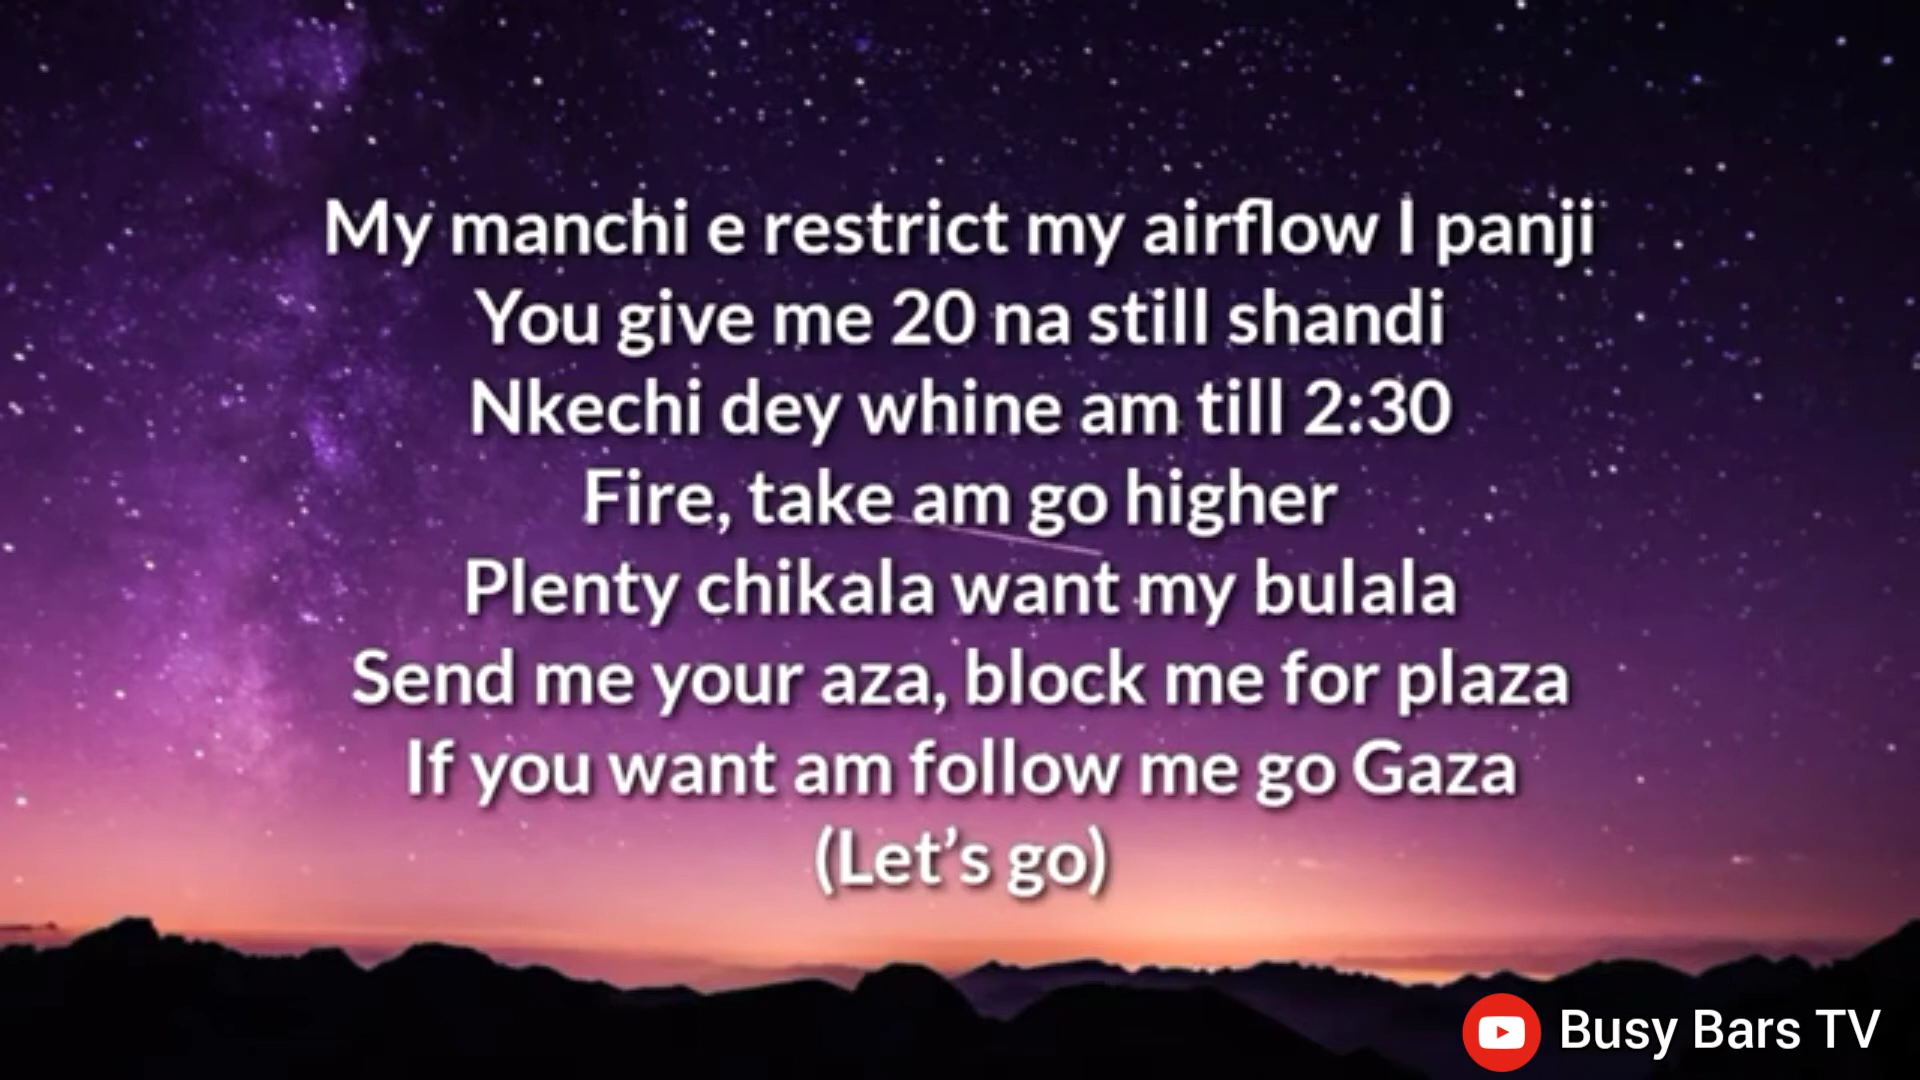 My manchi e restrict my airflow I panji
You give me 20 na still shandi
Nkechi dey whine am till 2:30
Fire, take am go higher
Plenty chikala want my bulala
Send me your aza, block me for plaza
If you want am follow me go Gaza
(Let’s go)
Busy Bars TV